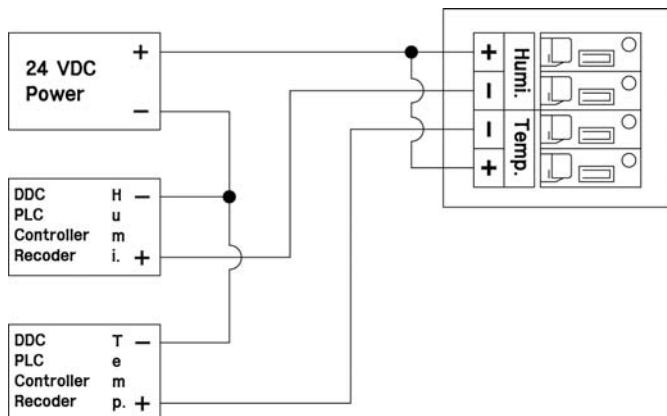 24 VDC +
Power
−
DDC H −
PLC u
Controller m
Recoder i. +
DDC T −
PLC e
Controller m
Recoder p. +
+ Humi.
−
− Temp.
+